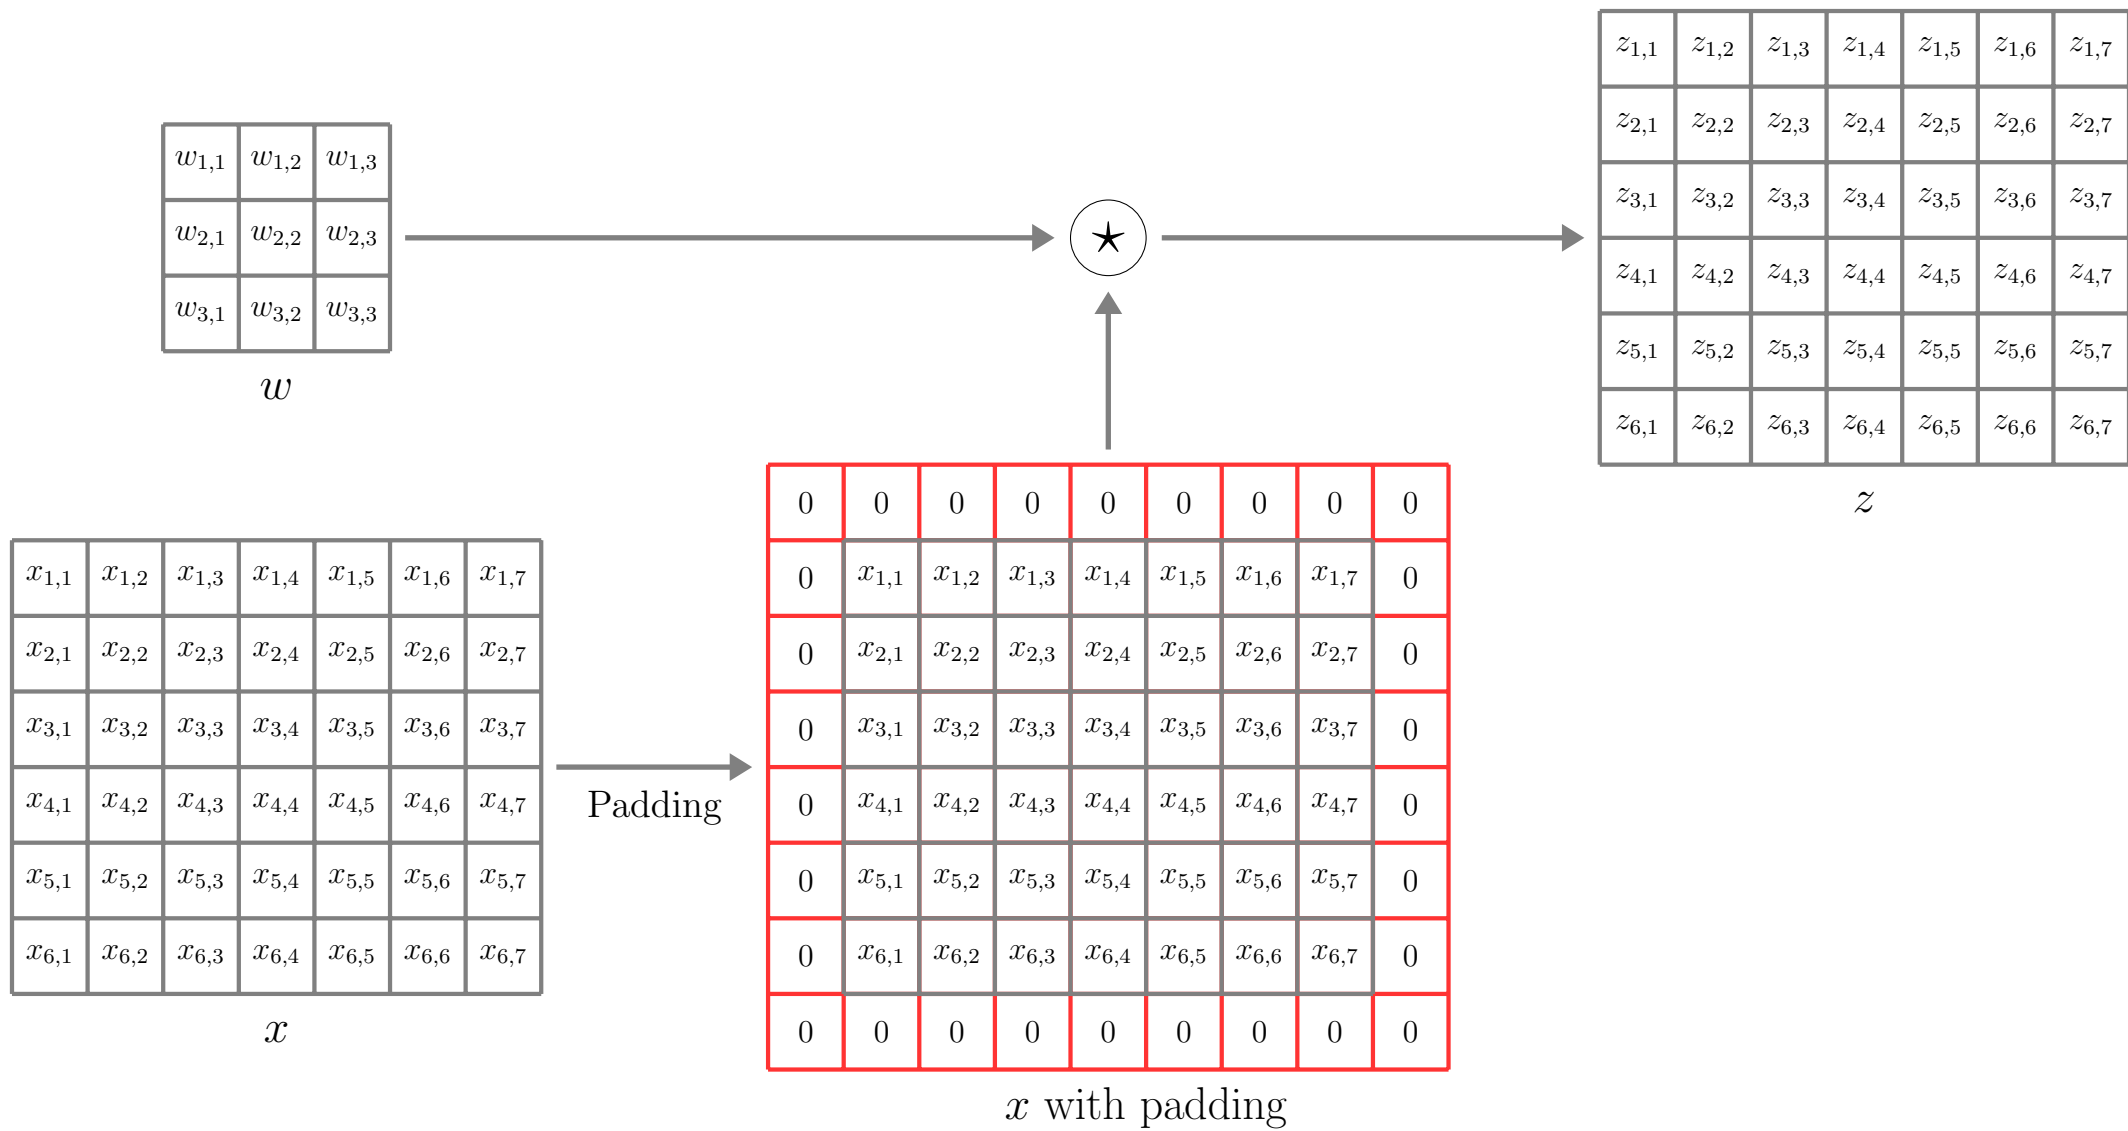 w1,1 w1,2 w1,3
w2,1 w2,2 w2,3
w3,1 w3,2 w3,3
w
⋆
z1,1 z1,2 z1,3 z1,4 z1,5 z1,6 z1,7
z2,1 z2,2 z2,3 z2,4 z2,5 z2,6 z2,7
z3,1 z3,2 z3,3 z3,4 z3,5 z3,6 z3,7
z4,1 z4,2 z4,3 z4,4 z4,5 z4,6 z4,7
z5,1 z5,2 z5,3 z5,4 z5,5 z5,6 z5,7
z6,1 z6,2 z6,3 z6,4 z6,5 z6,6 z6,7
z
x1,1 x1,2 x1,3 x1,4 x1,5 x1,6 x1,7
x2,1 x2,2 x2,3 x2,4 x2,5 x2,6 x2,7
x3,1 x3,2 x3,3 x3,4 x3,5 x3,6 x3,7
x4,1 x4,2 x4,3 x4,4 x4,5 x4,6 x4,7
x5,1 x5,2 x5,3 x5,4 x5,5 x5,6 x5,7
x6,1 x6,2 x6,3 x6,4 x6,5 x6,6 x6,7
x
Padding
0 0 0 0 0 0 0 0 0
0 x1,1 x1,2 x1,3 x1,4 x1,5 x1,6 x1,7 0
0 x2,1 x2,2 x2,3 x2,4 x2,5 x2,6 x2,7 0
0 x3,1 x3,2 x3,3 x3,4 x3,5 x3,6 x3,7 0
0 x4,1 x4,2 x4,3 x4,4 x4,5 x4,6 x4,7 0
0 x5,1 x5,2 x5,3 x5,4 x5,5 x5,6 x5,7 0
0 x6,1 x6,2 x6,3 x6,4 x6,5 x6,6 x6,7 0
0 0 0 0 0 0 0 0 0
x with padding